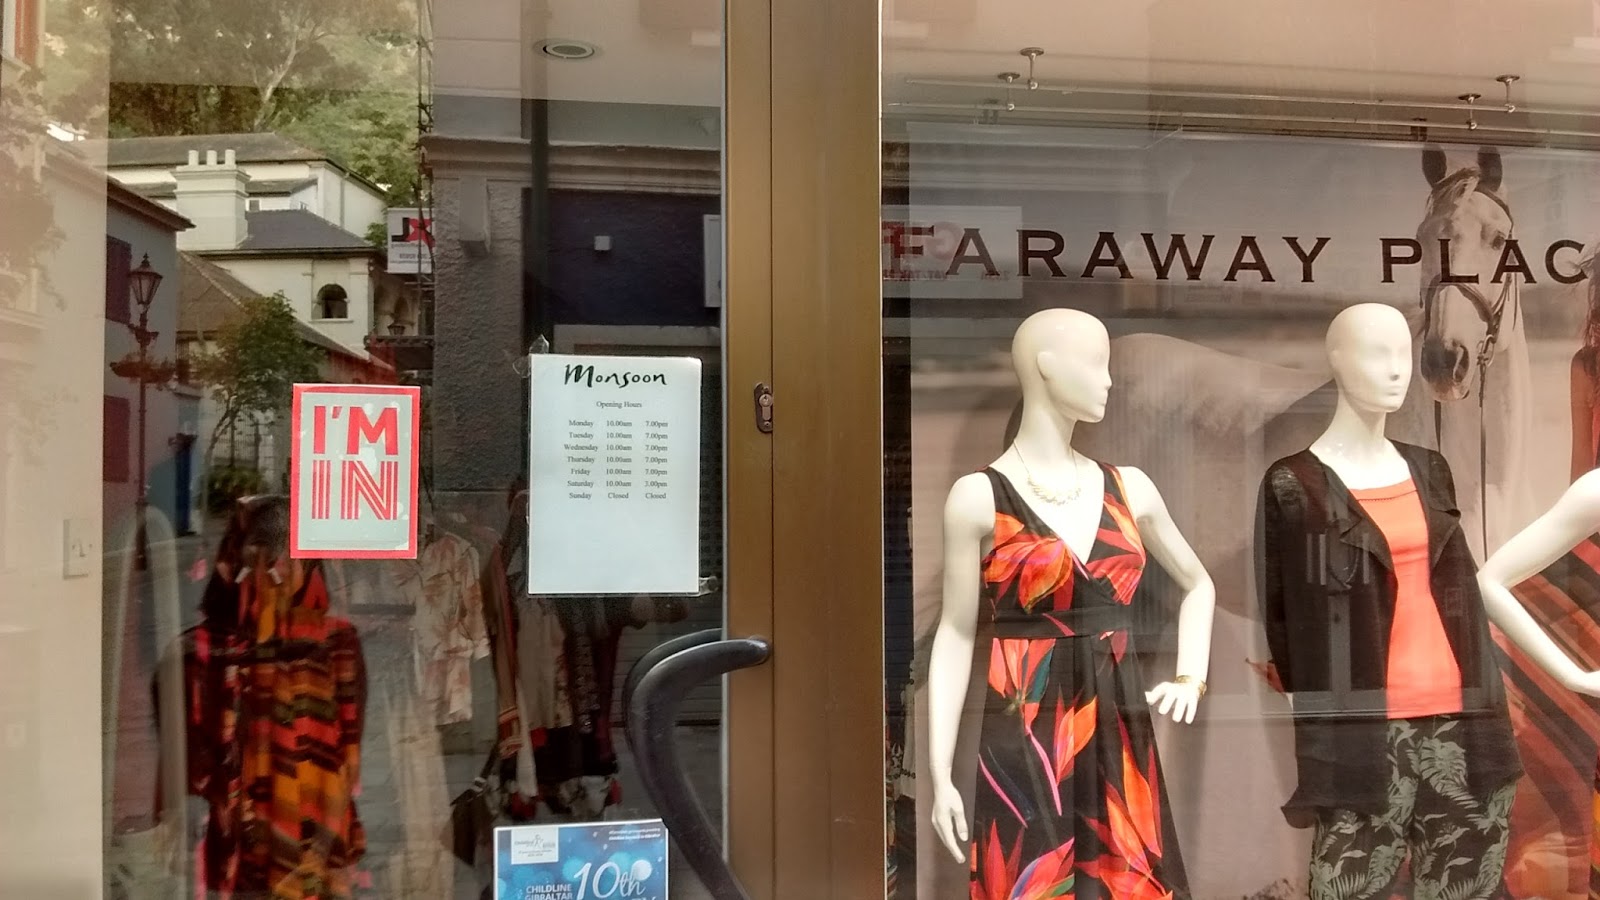 I'M
IN
Monsoon
Opening Hours
Monday 10.00am 7.00pm
Tuesday 10.00am 7.00pm
Wednesday 10.00am 7.00pm
Thursday 10.00am 7.00pm
Friday 10.00am 7.00pm
Saturday 10.00am 3.00pm
Sunday Closed Closed
FARAWAY PLAC
CHILDLINE
GIBRALTAR
10th